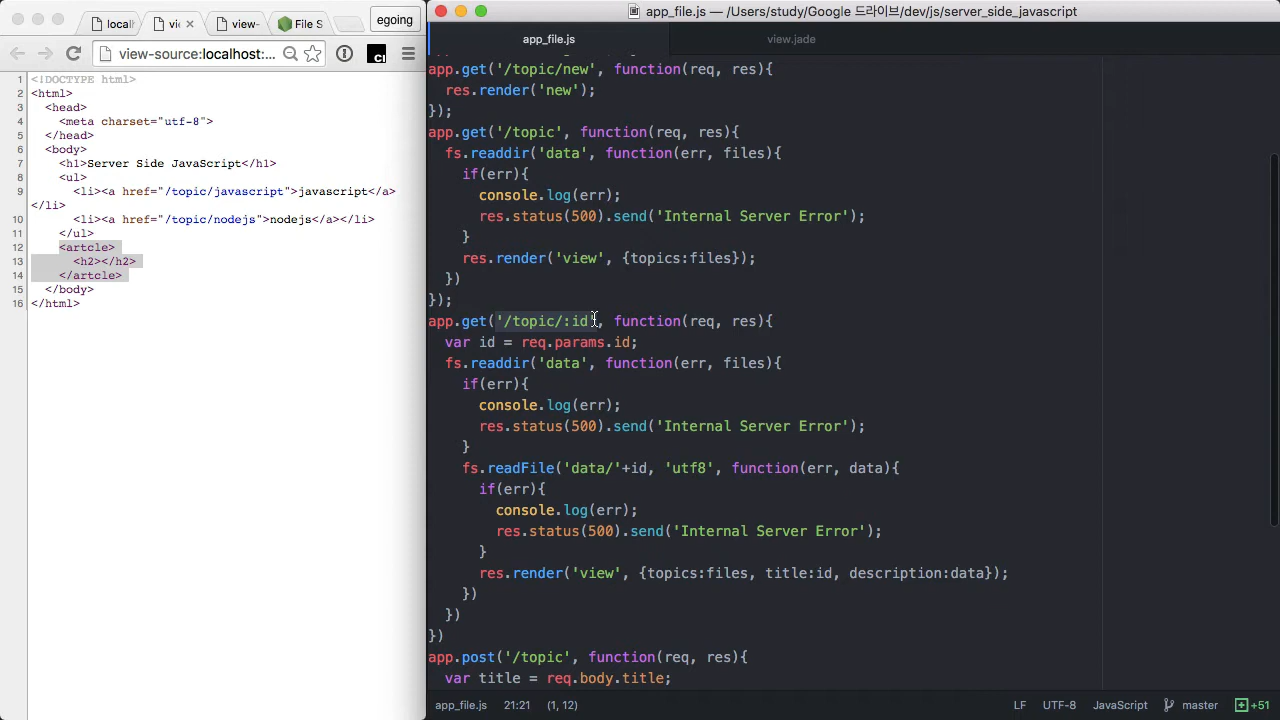 locall
vie
view-
File S
egoing
view-source:localhost:...
1 <!DOCTYPE html>
2 <html>
3 <head>
4 <meta charset="utf-8">
5 </head>
6 <body>
7 <h1>Server Side JavaScript</h1>
8 <ul>
9 <li><a href="/topic/javascript">javascript</a>
</li>
10 <li><a href="/topic/nodejs">nodejs</a></li>
11 </ul>
12 <artcle>
13 <h2></h2>
14 </artcle>
15 </body>
16 </html>
app_file.js — /Users/study/Google 드라이브/dev/js/server_side_javascript
app_file.js
view.jade
app.get('/topic/new', function(req, res){
res.render('new');
});
app.get('/topic', function(req, res){
fs.readdir('data', function(err, files){
if(err){
console.log(err);
res.status(500).send('Internal Server Error');
}
res.render('view', {topics:files});
})
});
app.get('/topic/:id', function(req, res){
var id = req.params.id;
fs.readdir('data', function(err, files){
if(err){
console.log(err);
res.status(500).send('Internal Server Error');
}
fs.readFile('data/'+id, 'utf8', function(err, data){
if(err){
console.log(err);
res.status(500).send('Internal Server Error');
}
res.render('view', {topics:files, title:id, description:data});
})
})
})
app.post('/topic', function(req, res){
var title = req.body.title;
app_file.js 21:21 (1, 12)
LF UTF-8 JavaScript master +51